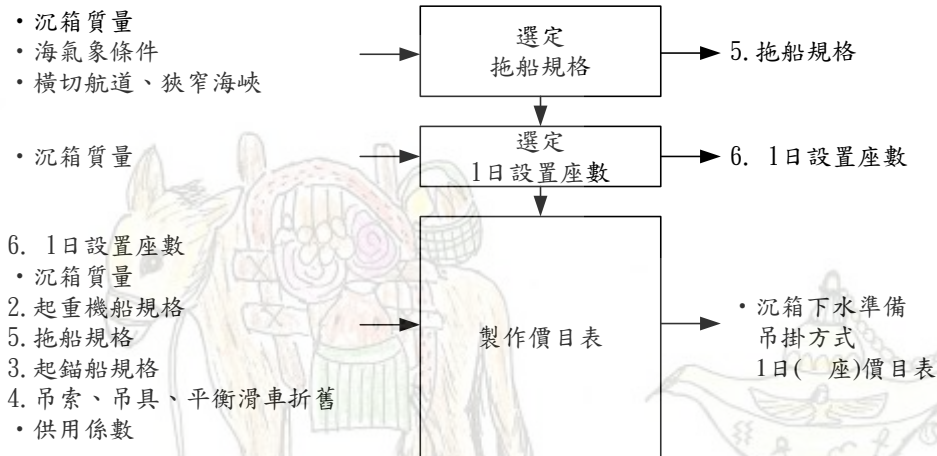 ・沉箱質量
・海氣象條件
・橫切航道、狹窄海峽
選定
拖船規格
5.拖船規格
・沉箱質量
選定
1日設置座數
6. 1日設置座數
6. 1日設置座數
・沉箱質量
2.起重機船規格
5.拖船規格
3.起錨船規格
4.吊索、吊具、平衡滑車折舊
・供用係數
製作價目表
・沉箱下水準備
吊掛方式
1日(　座)價目表